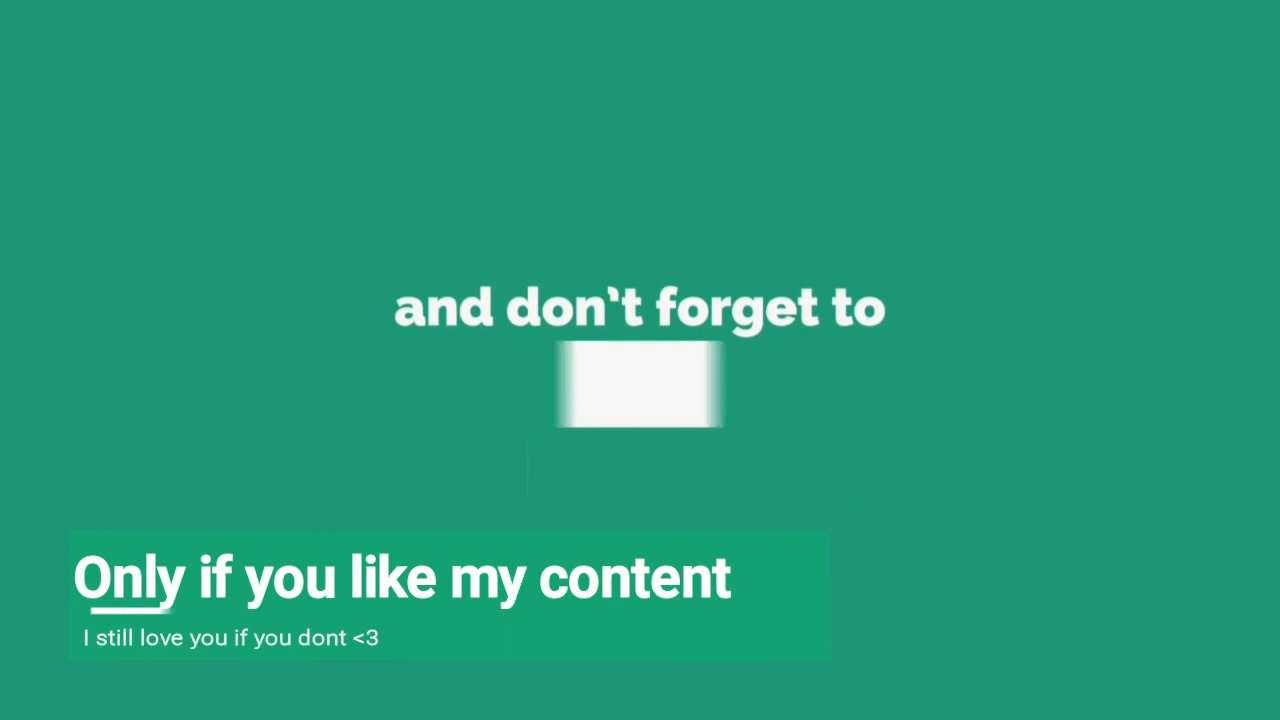 and don't forget to
Only if you like my content
I still love you if you dont <3